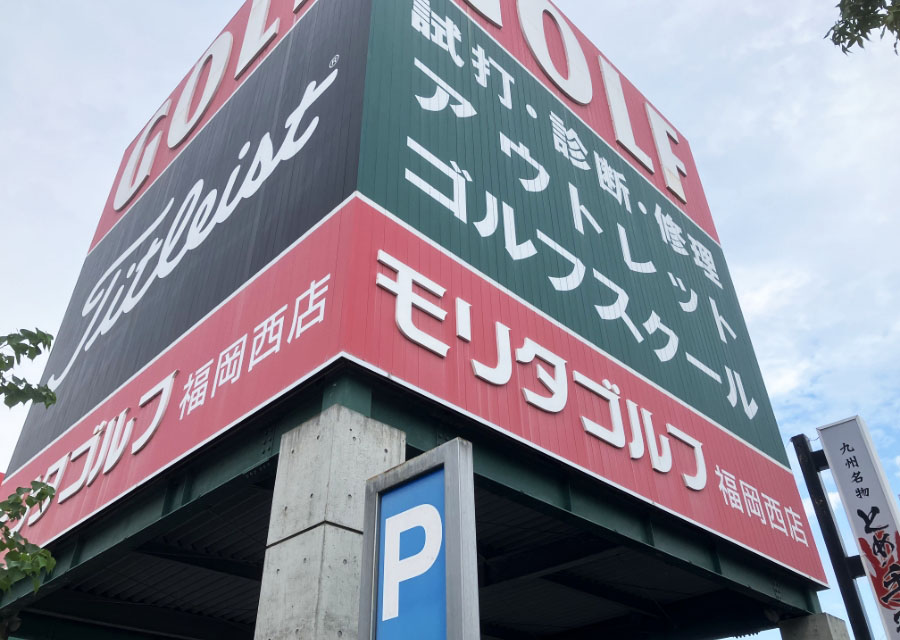 GOLF
Titleist®
モリタゴルフ 福岡西店
GOLF
試打・診断・修理
アウトレット
ゴルフスクール
モリタゴルフ 福岡西店
P
九州名物